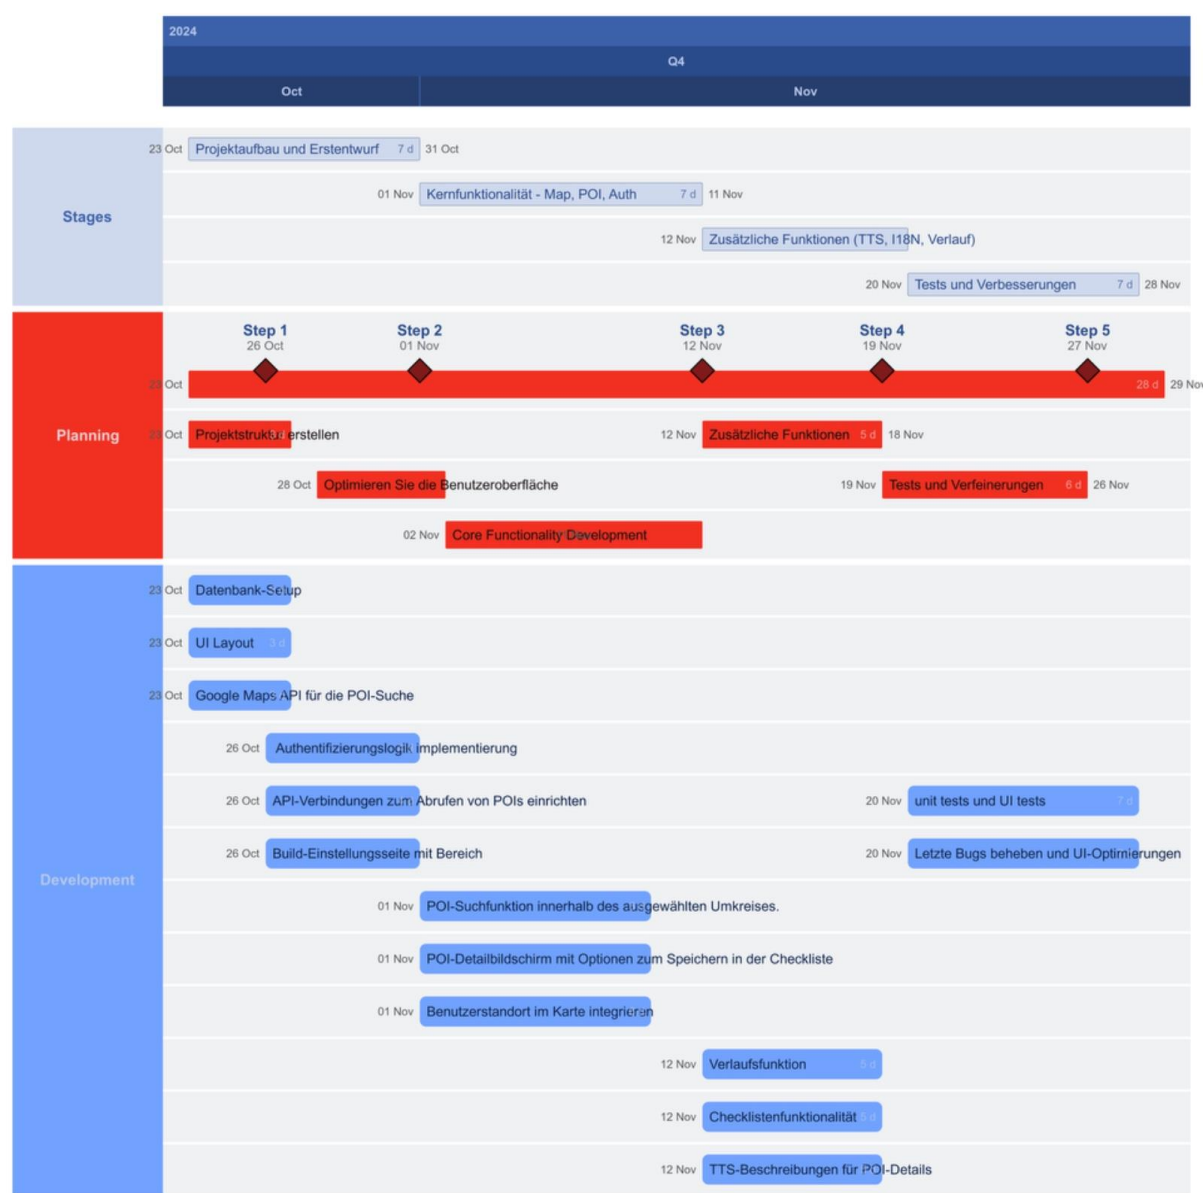 2024
Q4
Oct Nov
Stages
23 Oct Projektaufbau und Erstentwurf 7 d 31 Oct
01 Nov Kernfunktionalität - Map, POI, Auth 7 d 11 Nov
12 Nov Zusätzliche Funktionen (TTS, I18N, Verlauf)
20 Nov Tests und Verbesserungen 7 d 28 Nov
Planning
Step 1 Step 2 Step 3 Step 4 Step 5
26 Oct 01 Nov 12 Nov 19 Nov 27 Nov
23 Oct 28 d 29 Nov
23 Oct Projektstruktur erstellen 12 Nov Zusätzliche Funktionen 5 d 18 Nov
28 Oct Optimieren Sie die Benutzeroberfläche 19 Nov Tests und Verfeinerungen 6 d 26 Nov
02 Nov Core Functionality Development
Development
23 Oct Datenbank-Setup
23 Oct UI Layout 3 d
23 Oct Google Maps API für die POI-Suche
26 Oct Authentifizierungslogik implementierung
26 Oct API-Verbindungen zum Abrufen von POIs einrichten 20 Nov unit tests und UI tests 7 d
26 Oct Build-Einstellungsseite mit Bereich 20 Nov Letzte Bugs beheben und UI-Optimierungen
01 Nov POI-Suchfunktion innerhalb des ausgewählten Umkreises.
01 Nov POI-Detailbildschirm mit Optionen zum Speichern in der Checkliste
01 Nov Benutzerstandort im Karte integrieren
12 Nov Verlaufsfunktion 5 d
12 Nov Checklistenfunktionalität 5 d
12 Nov TTS-Beschreibungen für POI-Details